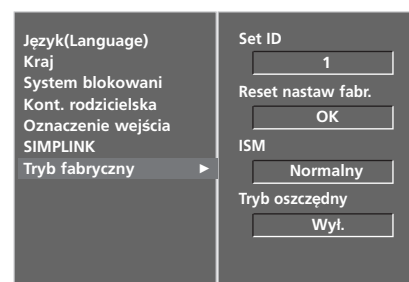 Język(Language)
Kraj
System blokowani
Kont. rodzicielska
Oznaczenie wejścia
SIMPLINK
Tryb fabryczny ►
Set ID
1
Reset nastaw fabr.
OK
ISM
Normalny
Tryb oszczędny
Wył.